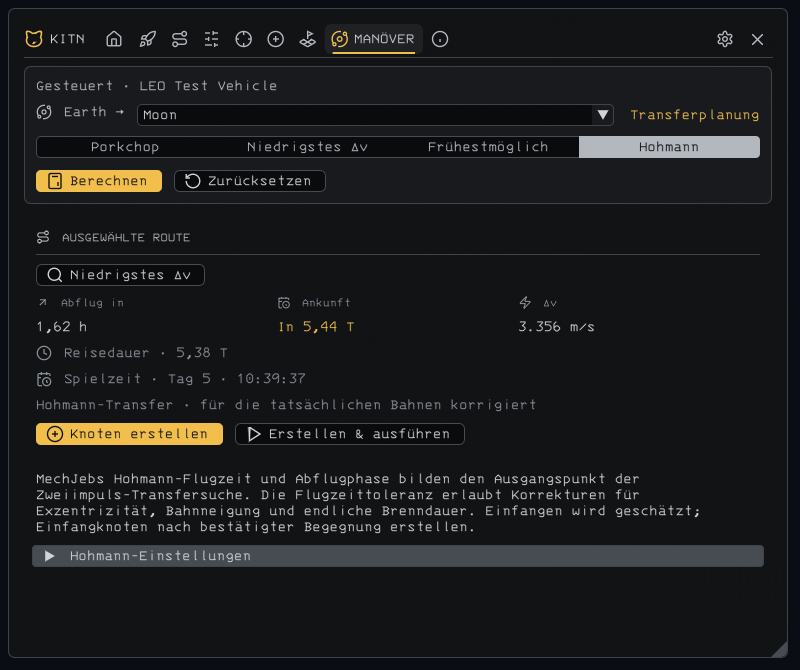 KITN MANÖVER
Gesteuert · LEO Test Vehicle
Earth → Moon Transferplanung
Porkchop Niedrigstes Δv Frühestmöglich Hohmann
Berechnen Zurücksetzen
AUSGEWÄHLTE ROUTE
Niedrigstes Δv
Abflug in Ankunft Δv
1,62 h In 5,44 T 3.356 m/s
Reisedauer · 5,38 T
Spielzeit · Tag 5 · 10:39:37
Hohmann-Transfer · für die tatsächlichen Bahnen korrigiert
Knoten erstellen Erstellen & ausführen
MechJebs Hohmann-Flugzeit und Abflugphase bilden den Ausgangspunkt der
Zweiimpuls-Transfersuche. Die Flugzeittoleranz erlaubt Korrekturen für
Exzentrizität, Bahnneigung und endliche Brenndauer. Einfangen wird geschätzt;
Einfangknoten nach bestätigter Begegnung erstellen.
Hohmann-Einstellungen